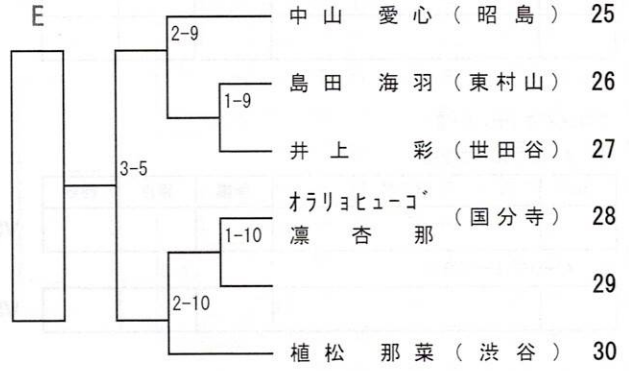 E
2-9
中山 愛心 (昭島) 25
島田 海羽 (東村山) 26
1-9
井上 彩 (世田谷) 27
3-5
ｵﾗﾘｮﾋｭｰｺﾞ
凛杏那 (国分寺) 28
1-10
29
2-10
植松 那菜 (渋谷) 30